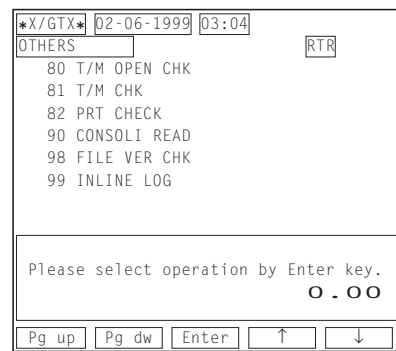 *X/GTX* 02-06-1999 03:04
OTHERS RTR
80 T/M OPEN CHK
81 T/M CHK
82 PRT CHECK
90 CONSOLI READ
98 FILE VER CHK
99 INLINE LOG
Please select operation by Enter key.
0.00
Pg up Pg dw Enter ↑ ↓